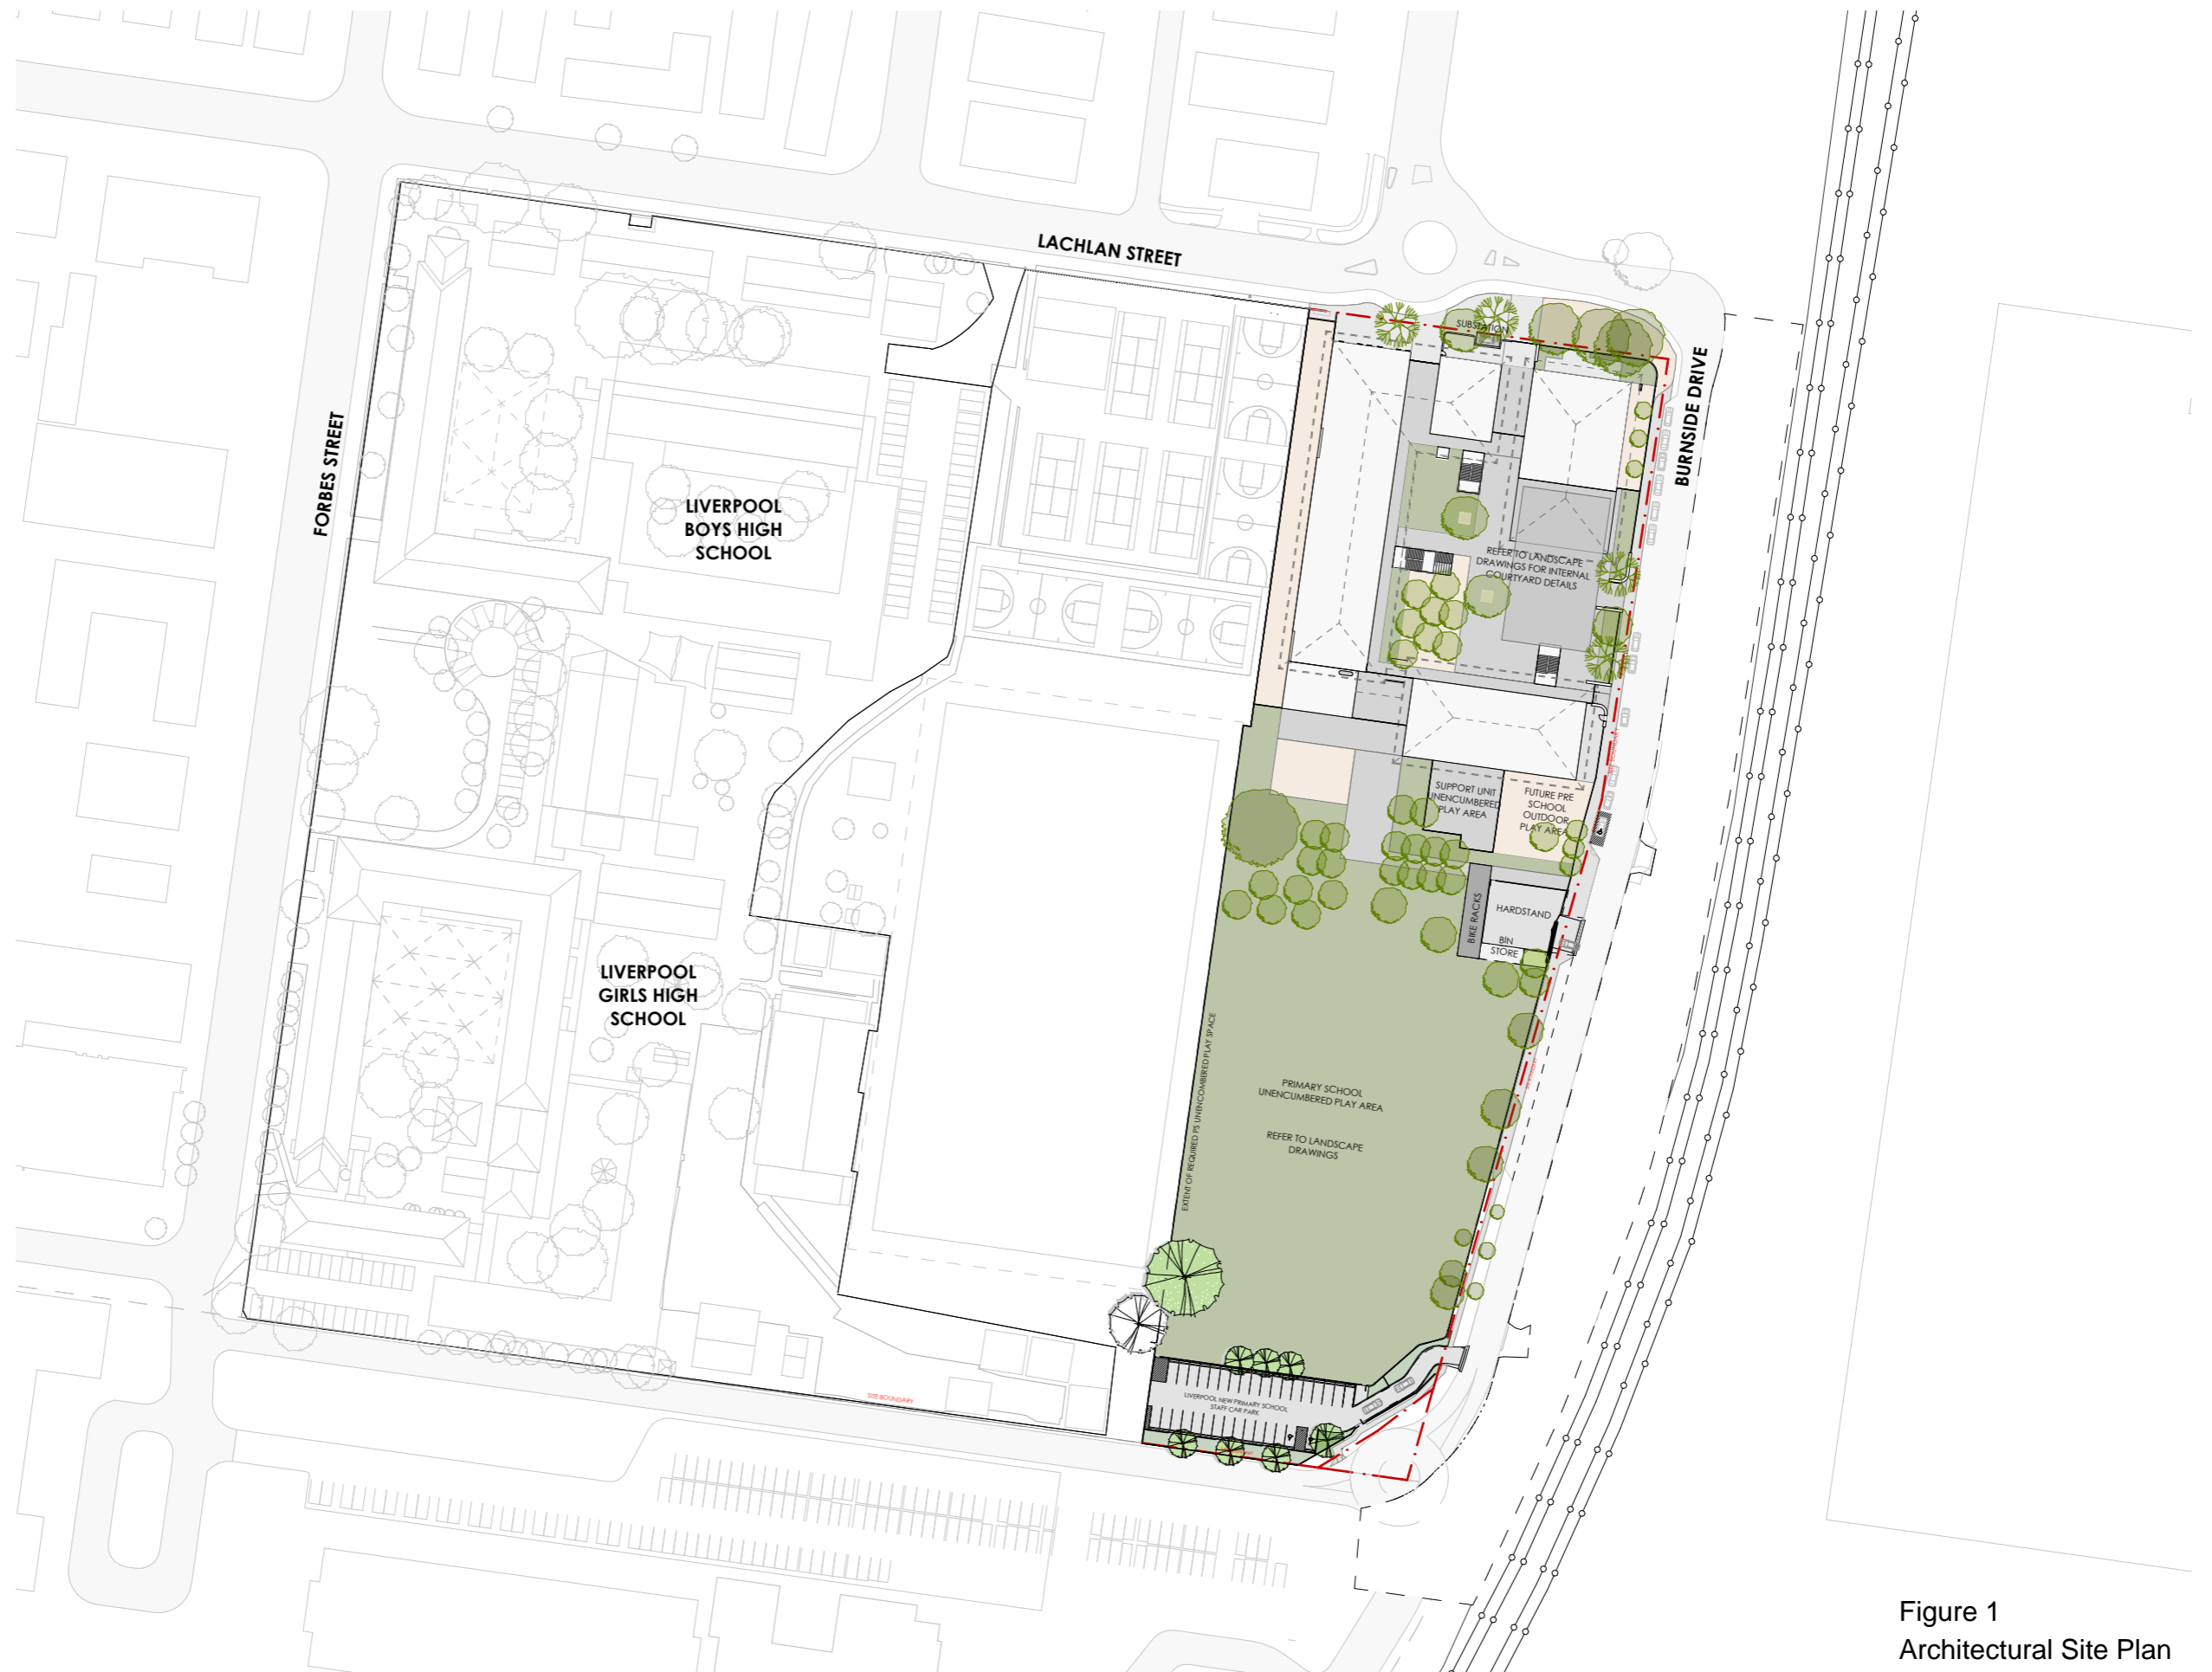 LACHLAN STREET
SUBSTATION
BURNSIDE DRIVE
FORBES STREET
LIVERPOOL
BOYS HIGH
SCHOOL
REFER TO LANDSCAPE
DRAWINGS FOR INTERNAL
COURTYARD DETAILS
SUPPORT UNIT
UNENCUMBERED
PLAY AREA
FUTURE PRE
SCHOOL
OUTDOOR
PLAY AREA
BIKE RACKS
HARDSTAND
BIN
STORE
LIVERPOOL
GIRLS HIGH
SCHOOL
EXTENT OF REQUIRED PS UNENCOMBERED PLAY SPACE
PRIMARY SCHOOL
UNENCUMBERED PLAY AREA
REFER TO LANDSCAPE
DRAWINGS
SITE BOUNDARY
LIVERPOOL NEW PRIMARY SCHOOL
STAFF CAR PARK
Figure 1
Architectural Site Plan